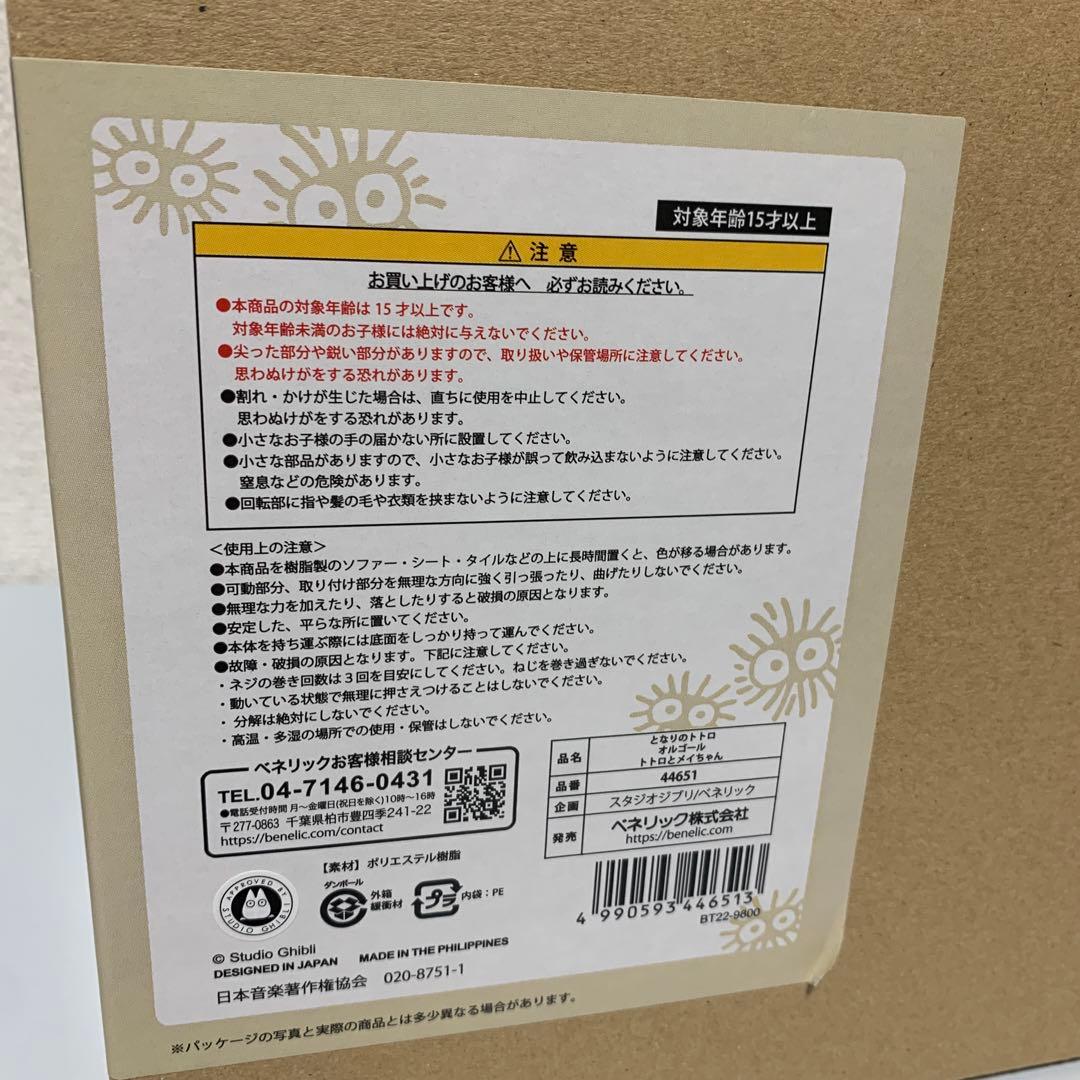 対象年齢15才以上
⚠ 注意
お買い上げのお客様へ 必ずお読みください。
●本商品の対象年齢は 15 才以上です。
対象年齢未満のお子様には絶対に与えないでください。
●尖った部分や鋭い部分がありますので、取り扱いや保管場所に注意してください。
思わぬけがをする恐れがあります。
●割れ・かけが生じた場合は、直ちに使用を中止してください。
思わぬけがをする恐れがあります。
●小さなお子様の手の届かない所に設置してください。
●小さな部品がありますので、小さなお子様が誤って飲み込まないように注意してください。
窒息などの危険があります。
●回転部に指や髪の毛や衣類を挟まないように注意してください。
＜使用上の注意＞
●本商品を樹脂製のソファー・シート・タイルなどの上に長時間置くと、色が移る場合があります。
●可動部分、取り付け部分を無理な方向に強く引っ張ったり、曲げたりしないでください。
●無理な力を加えたり、落としたりすると破損の原因となります。
●安定した、平らな所に置いてください。
●本体を持ち運ぶ際には底面をしっかり持って運んでください。
●故障・破損の原因となります。下記に注意してください。
・ネジの巻き回数は３回を目安にしてください。ねじを巻き過ぎないでください。
・動いている状態で無理に押さえつけることはしないでください。
・分解は絶対にしないでください。
・高温・多湿の場所での使用・保管はしないでください。
ベネリックお客様相談センター
TEL.04-7146-0431
●電話受付時間 月〜金曜日(祝日を除く)10時〜16時
〒277-0863 千葉県柏市豊四季241-22
https://benelic.com/contact
品名 となりのトトロ
オルゴール
トトロとメイちゃん
品番 44651
企画 スタジオジブリ/ベネリック
発売 ベネリック株式会社
https://benelic.com
【素材】ポリエステル樹脂
APPROVED BY STUDIO GHIBLI
ダンボール
外箱
緩衝材
プラ
内袋：PE
4 990593 446513
BT22-9800
© Studio Ghibli
DESIGNED IN JAPAN MADE IN THE PHILIPPINES
日本音楽著作権協会 020-8751-1
※パッケージの写真と実際の商品とは多少異なる場合があります。